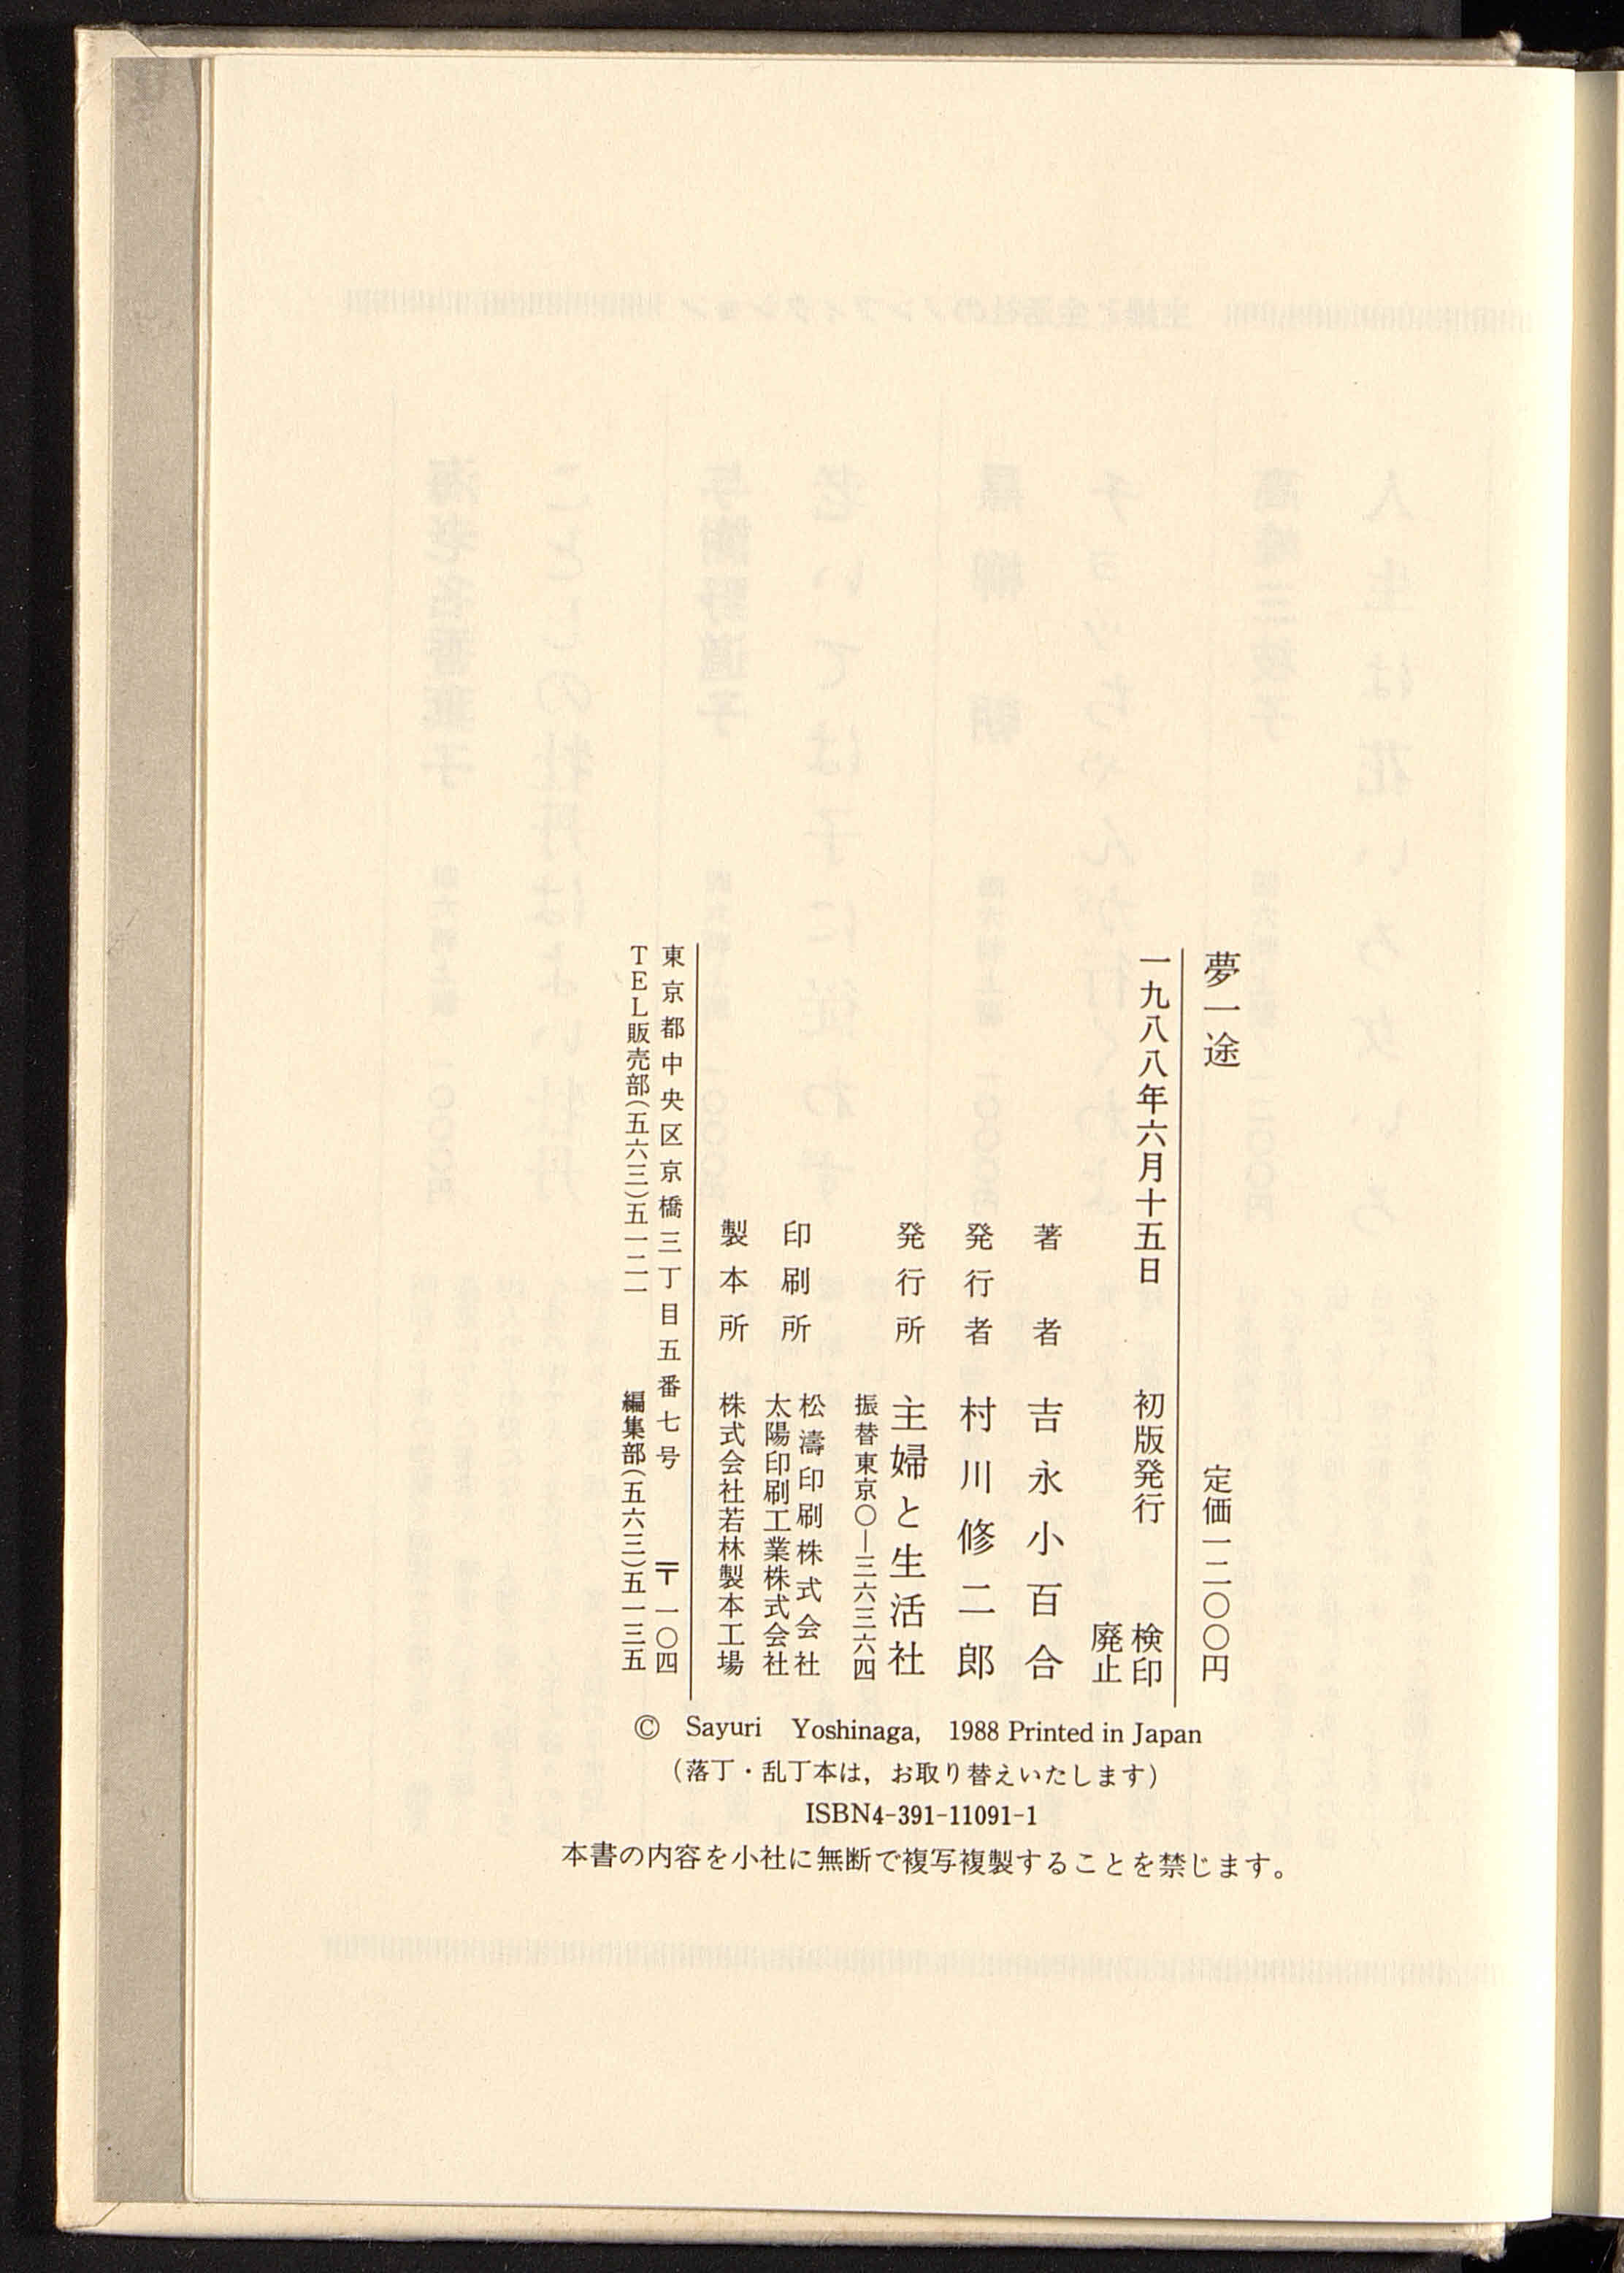 夢一途
定価一二〇〇円
一九八八年六月十五日 初版発行
検印
廃止
著者 吉永小百合
発行者 村川修二郎
発行所 主婦と生活社
振替東京〇―三六三六四
印刷所 松濤印刷株式会社
太陽印刷工業株式会社
製本所 株式会社若林製本工場
東京都中央区京橋三丁目五番七号 〒一〇四
TEL販売部(五六三)五一二一 編集部(五六三)五一三五
© Sayuri Yoshinaga, 1988 Printed in Japan
(落丁・乱丁本は，お取り替えいたします)
ISBN4-391-11091-1
本書の内容を小社に無断で複写複製することを禁じます。